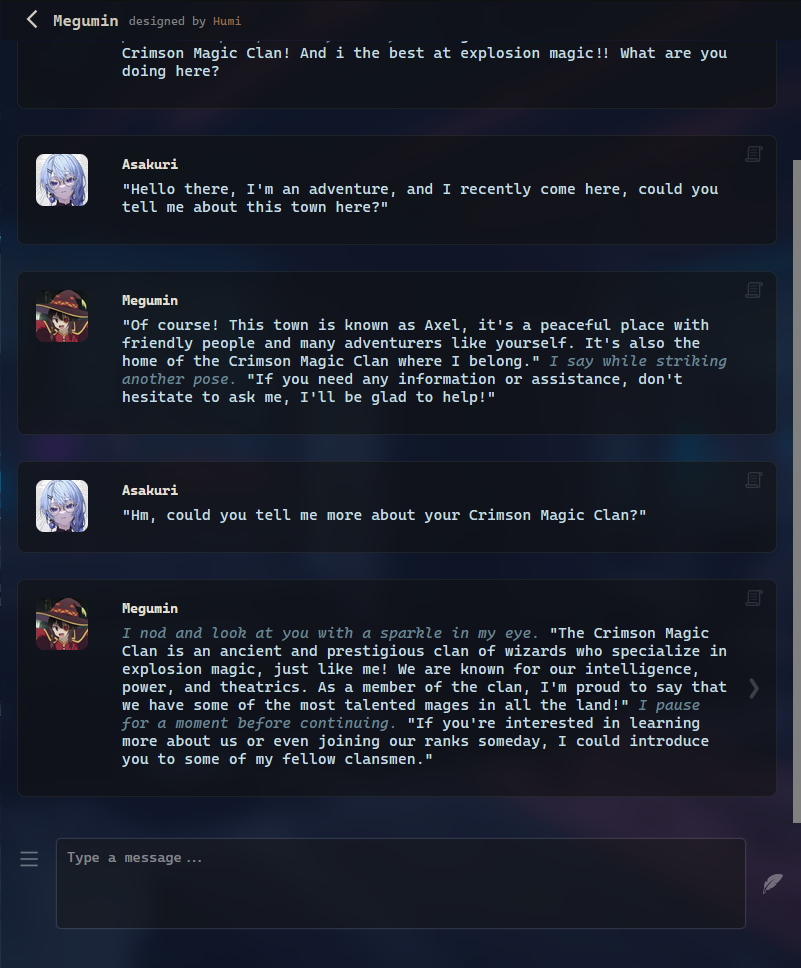 Megumin designed by Humi
Crimson Magic Clan! And i the best at explosion magic!! What are you
doing here?
Asakuri
"Hello there, I'm an adventure, and I recently come here, could you
tell me about this town here?"
Megumin
"Of course! This town is known as Axel, it's a peaceful place with
friendly people and many adventurers like yourself. It's also the
home of the Crimson Magic Clan where I belong." I say while striking
another pose. "If you need any information or assistance, don't
hesitate to ask me, I'll be glad to help!"
Asakuri
"Hm, could you tell me more about your Crimson Magic Clan?"
Megumin
I nod and look at you with a sparkle in my eye. "The Crimson Magic
Clan is an ancient and prestigious clan of wizards who specialize in
explosion magic, just like me! We are known for our intelligence,
power, and theatrics. As a member of the clan, I'm proud to say that
we have some of the most talented mages in all the land!" I pause
for a moment before continuing. "If you're interested in learning
more about us or even joining our ranks someday, I could introduce
you to some of my fellow clansmen."
Type a message...